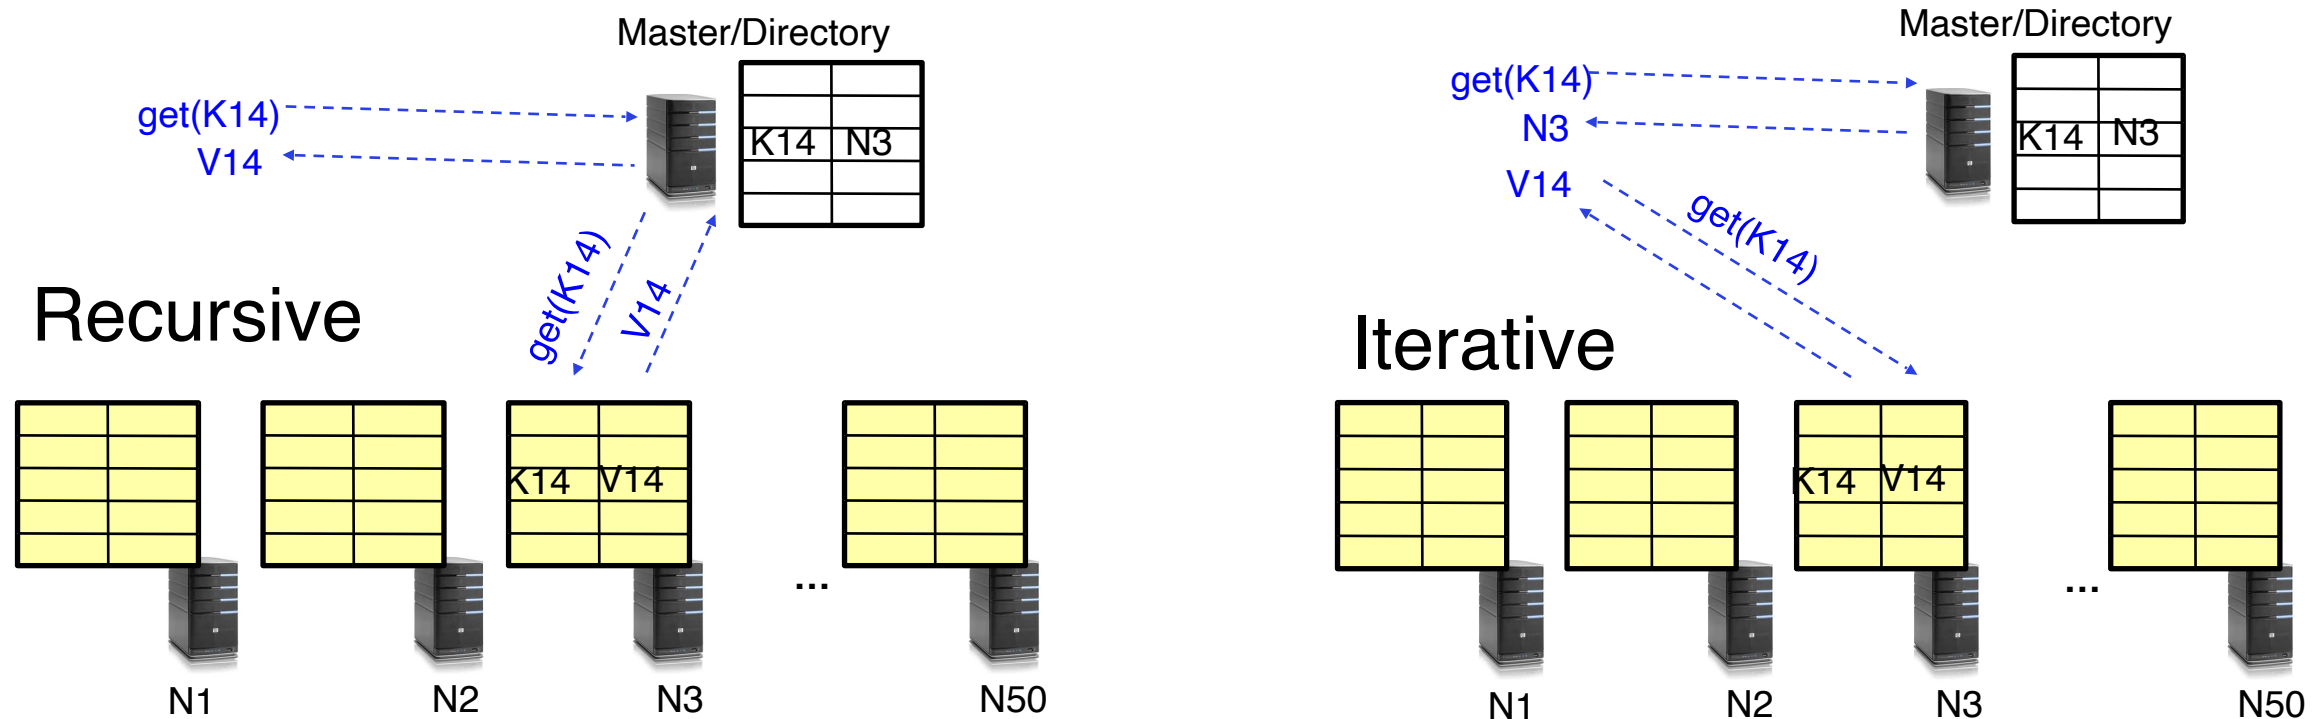 Master/Directory
get(K14)
V14
K14 N3
get(K14)
V14
Recursive
K14 V14
...
N1 N2 N3 N50
Master/Directory
get(K14)
N3
V14
K14 N3
get(K14)
Iterative
K14 V14
...
N1 N2 N3 N50